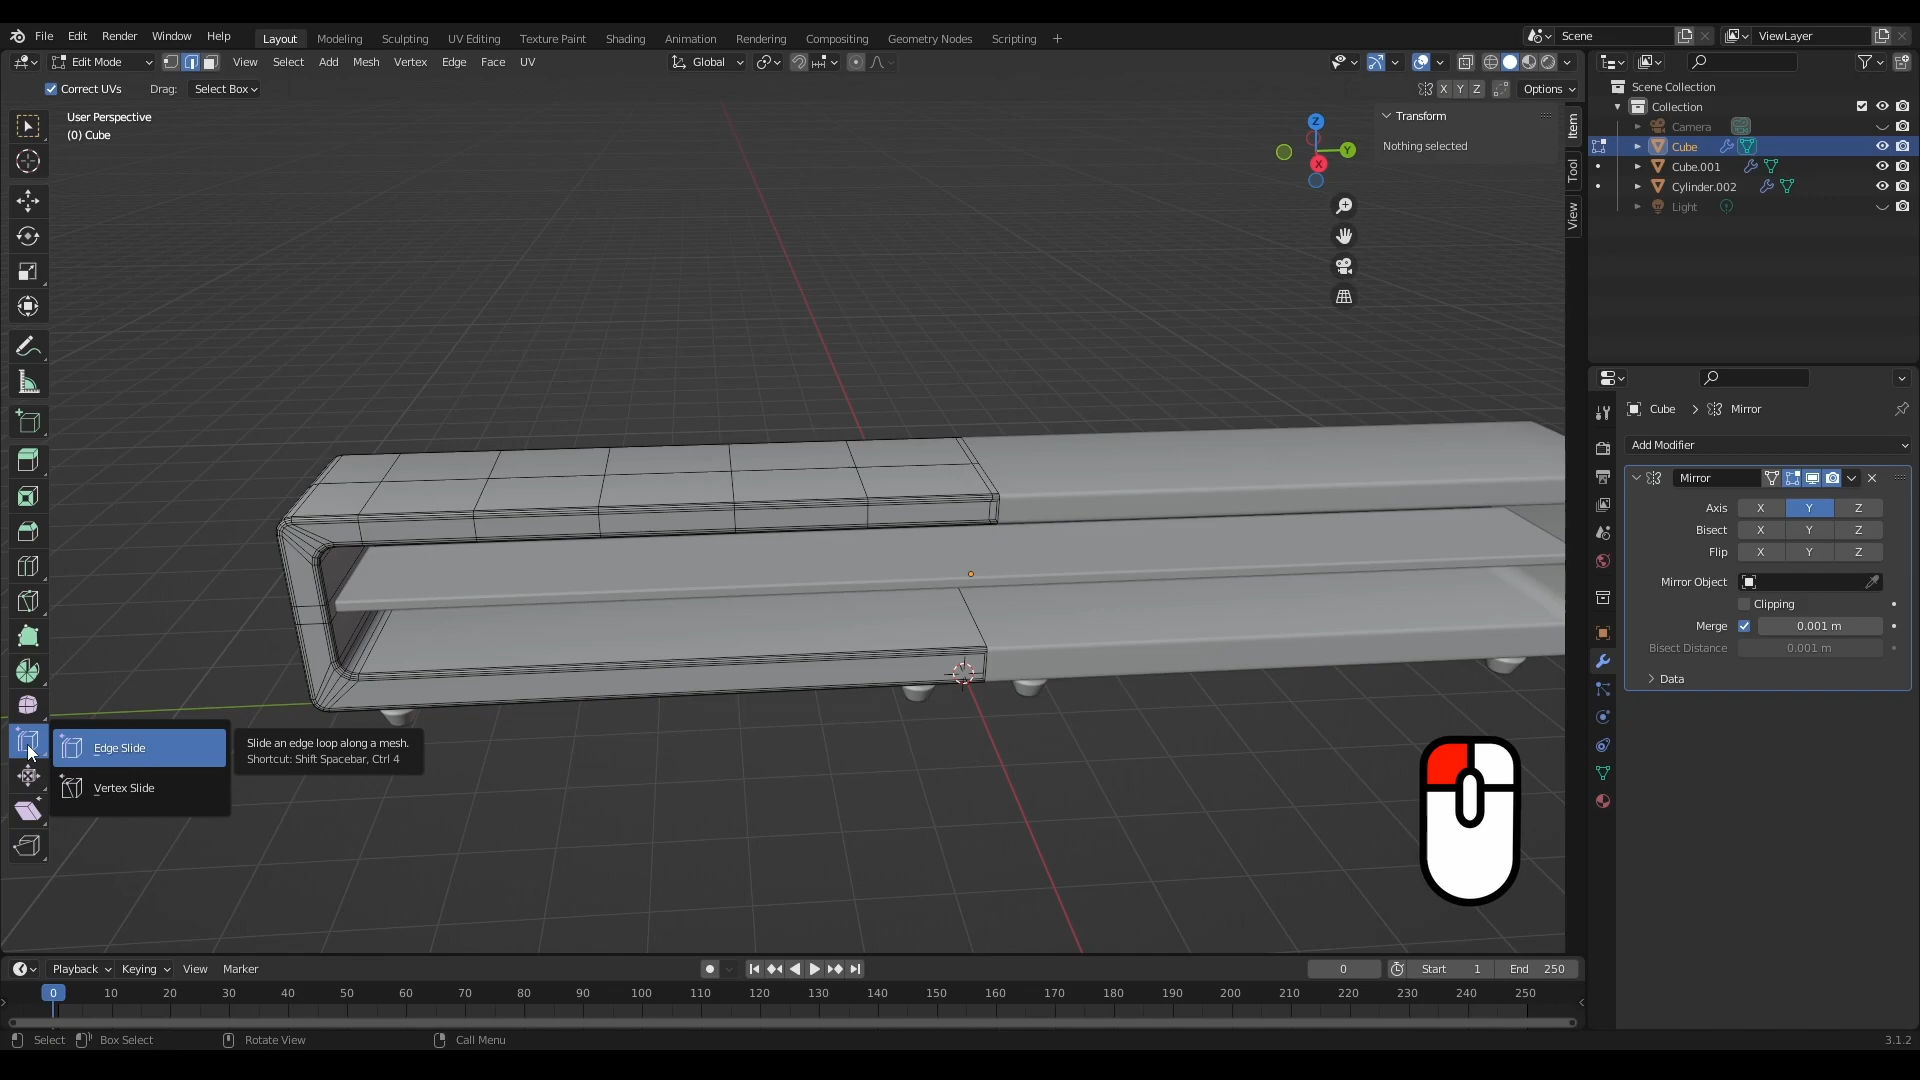 File Edit Render Window Help Layout Modeling Sculpting UV Editing Texture Paint Shading Animation Rendering Compositing Geometry Nodes Scripting + Scene ViewLayer
Edit Mode View Select Add Mesh Vertex Edge Face UV Global
Correct UVs Drag: Select Box X Y Z Options
User Perspective
(0) Cube
Z
Y
X
Transform
Nothing selected
Item
Tool
View
Scene Collection
Collection
Camera
Cube
Cube.001
Cylinder.002
Light
Cube > Mirror
Add Modifier
Mirror
Axis X Y Z
Bisect X Y Z
Flip X Y Z
Mirror Object
Clipping
Merge 0.001 m
Bisect Distance 0.001 m
Data
Edge Slide
Vertex Slide
Slide an edge loop along a mesh.
Shortcut: Shift Spacebar, Ctrl 4
Playback Keying View Marker 0 Start 1 End 250
0 10 20 30 40 50 60 70 80 90 100 110 120 130 140 150 160 170 180 190 200 210 220 230 240 250
Select Box Select Rotate View Call Menu 3.1.2